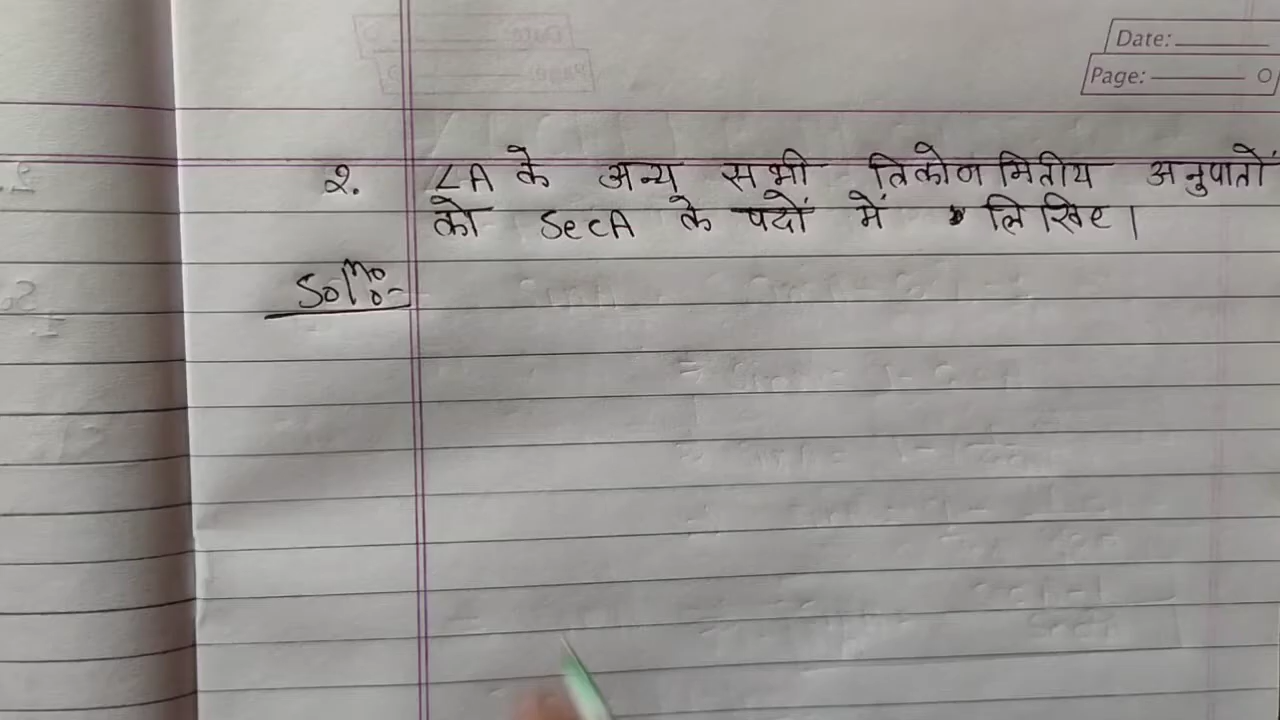 Date:
Page:
2. ∠A के अन्य सभी त्रिकोणमितीय अनुपातों
को SecA के पदों में लिखिए।
Soln:-